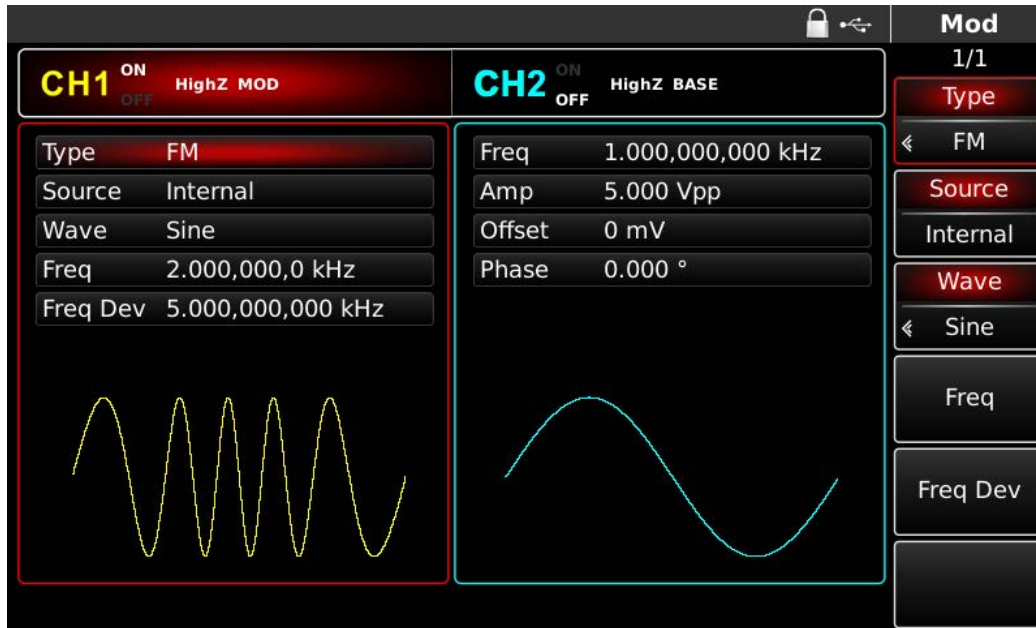 Mod
1/1
CH1 ON OFF HighZ MOD
CH2 ON OFF HighZ BASE
Type FM
Source Internal
Wave Sine
Freq 2.000,000,0 kHz
Freq Dev 5.000,000,000 kHz
Freq 1.000,000,000 kHz
Amp 5.000 Vpp
Offset 0 mV
Phase 0.000 °
Type
FM
Source
Internal
Wave
Sine
Freq
Freq Dev